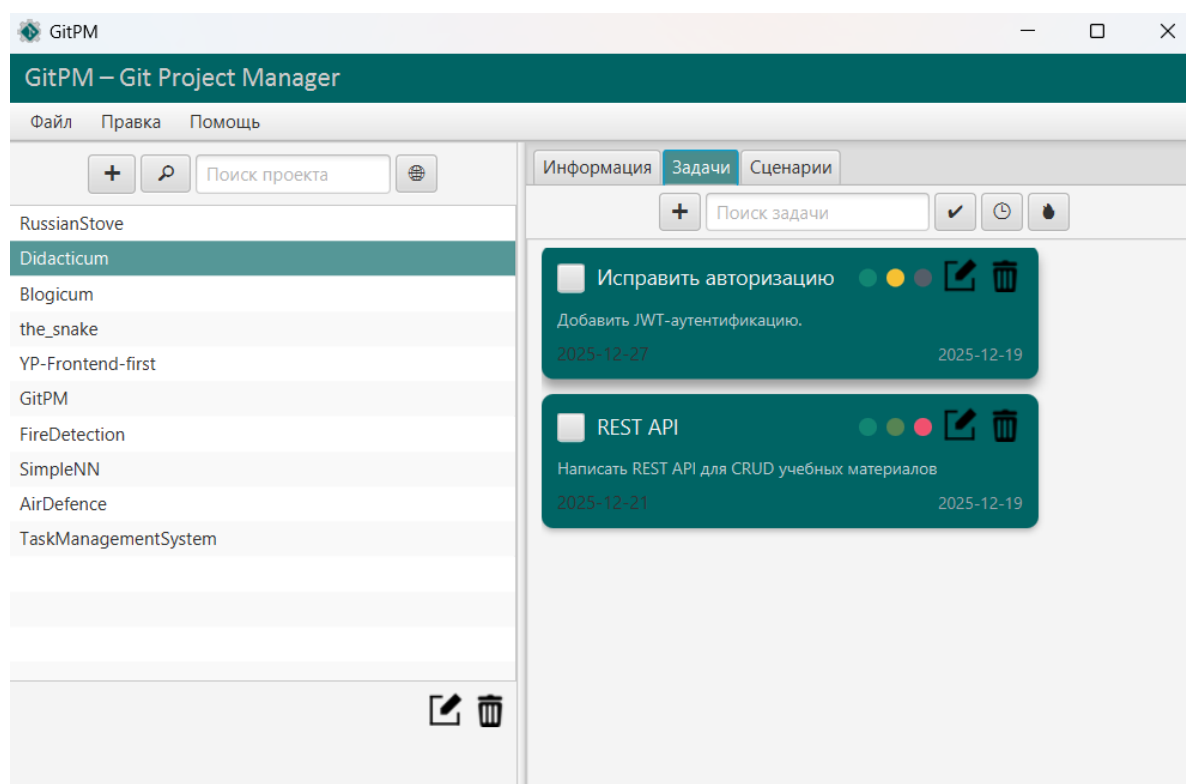 GitPM
GitPM – Git Project Manager
Файл Правка Помощь
Поиск проекта
RussianStove
Didacticum
Blogicum
the_snake
YP-Frontend-first
GitPM
FireDetection
SimpleNN
AirDefence
TaskManagementSystem
Информация Задачи Сценарии
Поиск задачи
Исправить авторизацию
Добавить JWT-аутентификацию.
2025-12-27 2025-12-19
REST API
Написать REST API для CRUD учебных материалов
2025-12-21 2025-12-19